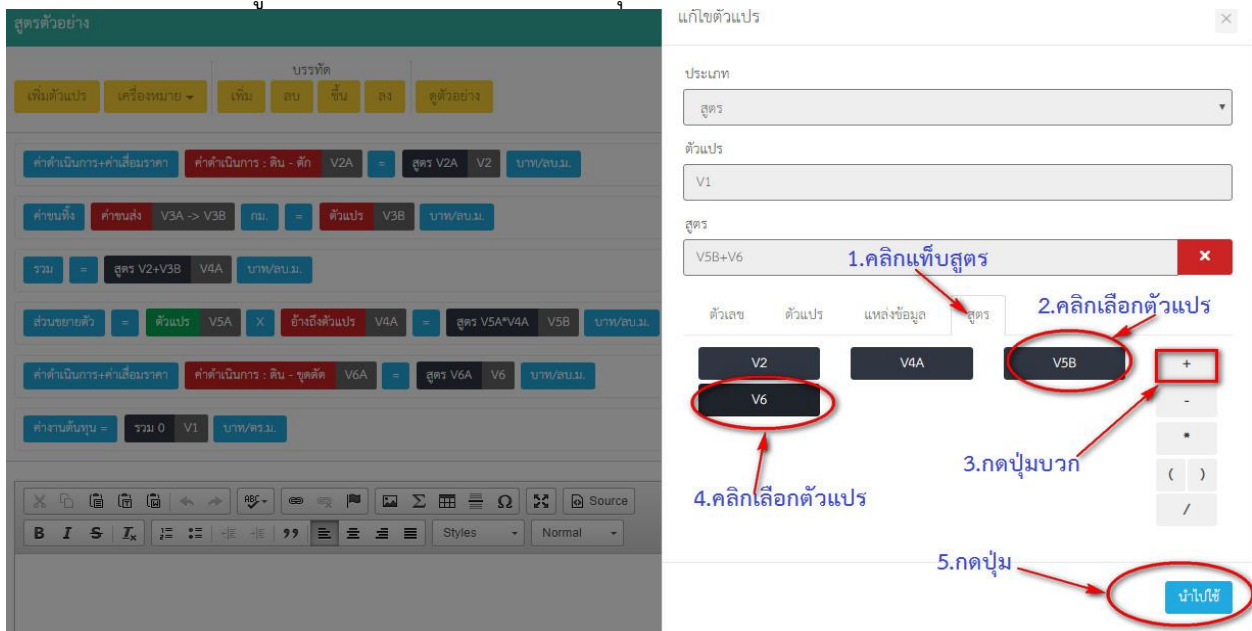 สูตรตัวอย่าง
บรรทัด
เพิ่มตัวแปร เครื่องหมาย เพิ่ม ลบ ขึ้น ลง ดูตัวอย่าง
ค่าดำเนินการ+ค่าเสื่อมราคา ค่าดำเนินการ : ดิน - ตัก V2A = สูตร V2A V2 บาท/ลบ.ม.
ค่าขนทิ้ง ค่าขนส่ง V3A -> V3B กม. = ตัวแปร V3B บาท/ลบ.ม.
รวม = สูตร V2+V3B V4A บาท/ลบ.ม.
ส่วนขยายตัว = ตัวแปร V5A X อ้างถึงตัวแปร V4A = สูตร V5A*V4A V5B บาท/ลบ.ม.
ค่าดำเนินการ+ค่าเสื่อมราคา ค่าดำเนินการ : ดิน - ขุดตัด V6A = สูตร V6A V6 บาท/ลบ.ม.
ค่างานต้นทุน = รวม 0 V1 บาท/ตร.ม.
Source
B I S Ix Styles Normal
แก้ไขตัวแปร ×
ประเภท
สูตร
ตัวแปร
V1
สูตร
V5B+V6
1.คลิกแท็บสูตร
ตัวเลข ตัวแปร แหล่งข้อมูล สูตร
2.คลิกเลือกตัวแปร
V2 V4A V5B +
V6 -
*
3.กดปุ่มบวก
( )
4.คลิกเลือกตัวแปร
/
5.กดปุ่ม
นำไปใช้